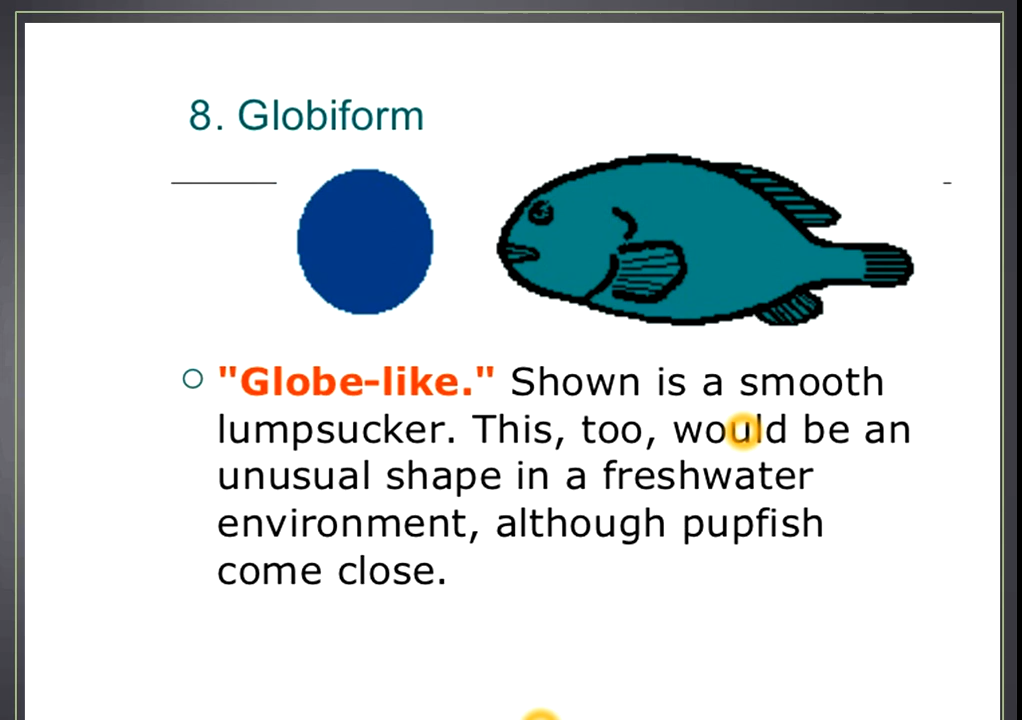 8. Globiform
"Globe-like." Shown is a smooth
lumpsucker. This, too, would be an
unusual shape in a freshwater
environment, although pupfish
come close.